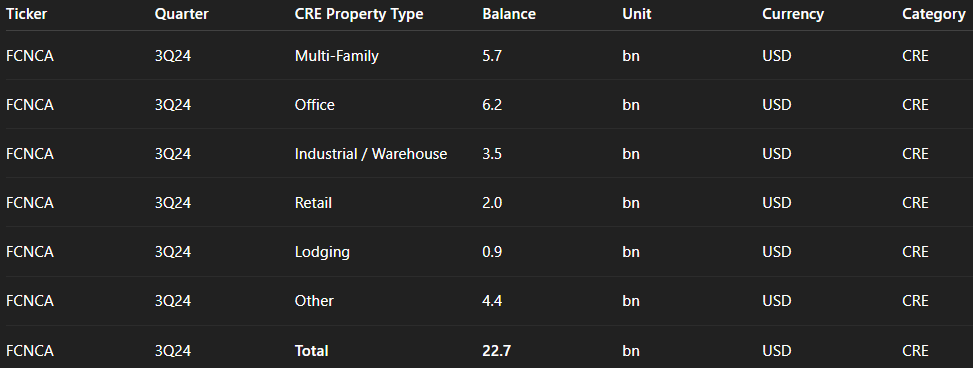 Ticker Quarter CRE Property Type Balance Unit Currency Category
FCNCA 3Q24 Multi-Family 5.7 bn USD CRE
FCNCA 3Q24 Office 6.2 bn USD CRE
FCNCA 3Q24 Industrial / Warehouse 3.5 bn USD CRE
FCNCA 3Q24 Retail 2.0 bn USD CRE
FCNCA 3Q24 Lodging 0.9 bn USD CRE
FCNCA 3Q24 Other 4.4 bn USD CRE
FCNCA 3Q24 Total 22.7 bn USD CRE